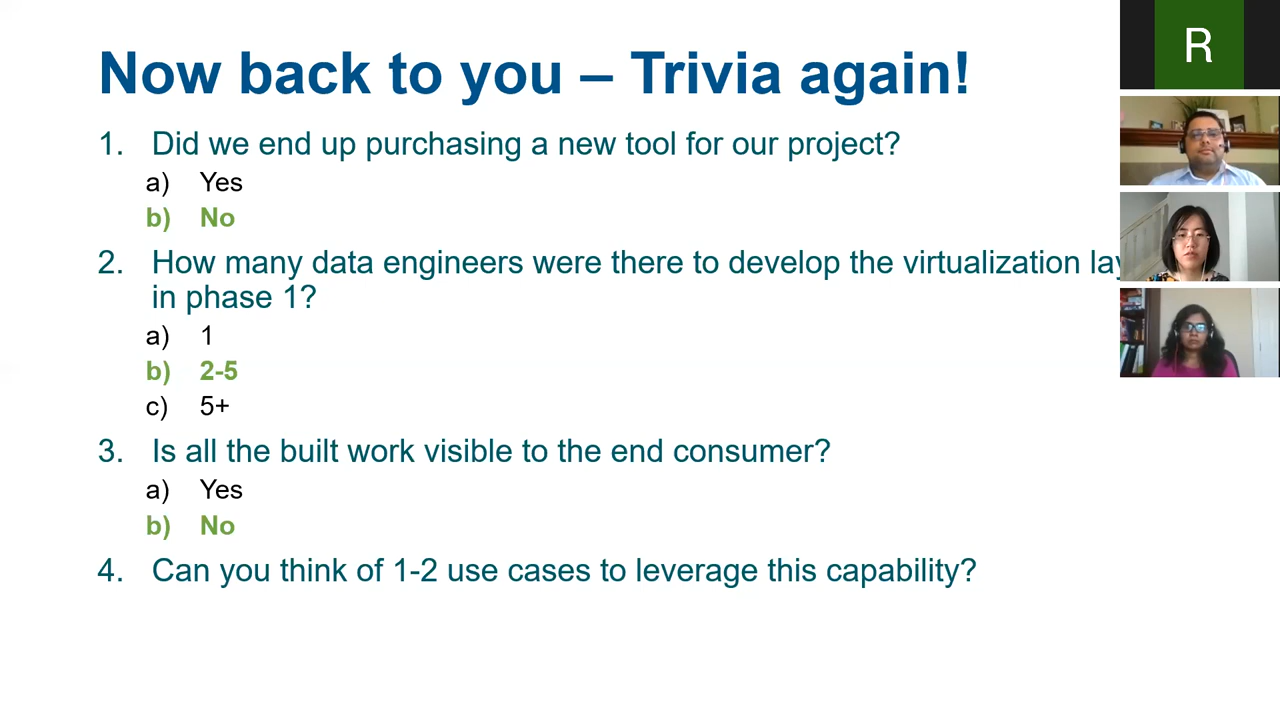 Now back to you – Trivia again!
R
1. Did we end up purchasing a new tool for our project?
a) Yes
b) No
2. How many data engineers were there to develop the virtualization
in phase 1?
a) 1
b) 2-5
c) 5+
3. Is all the built work visible to the end consumer?
a) Yes
b) No
4. Can you think of 1-2 use cases to leverage this capability?